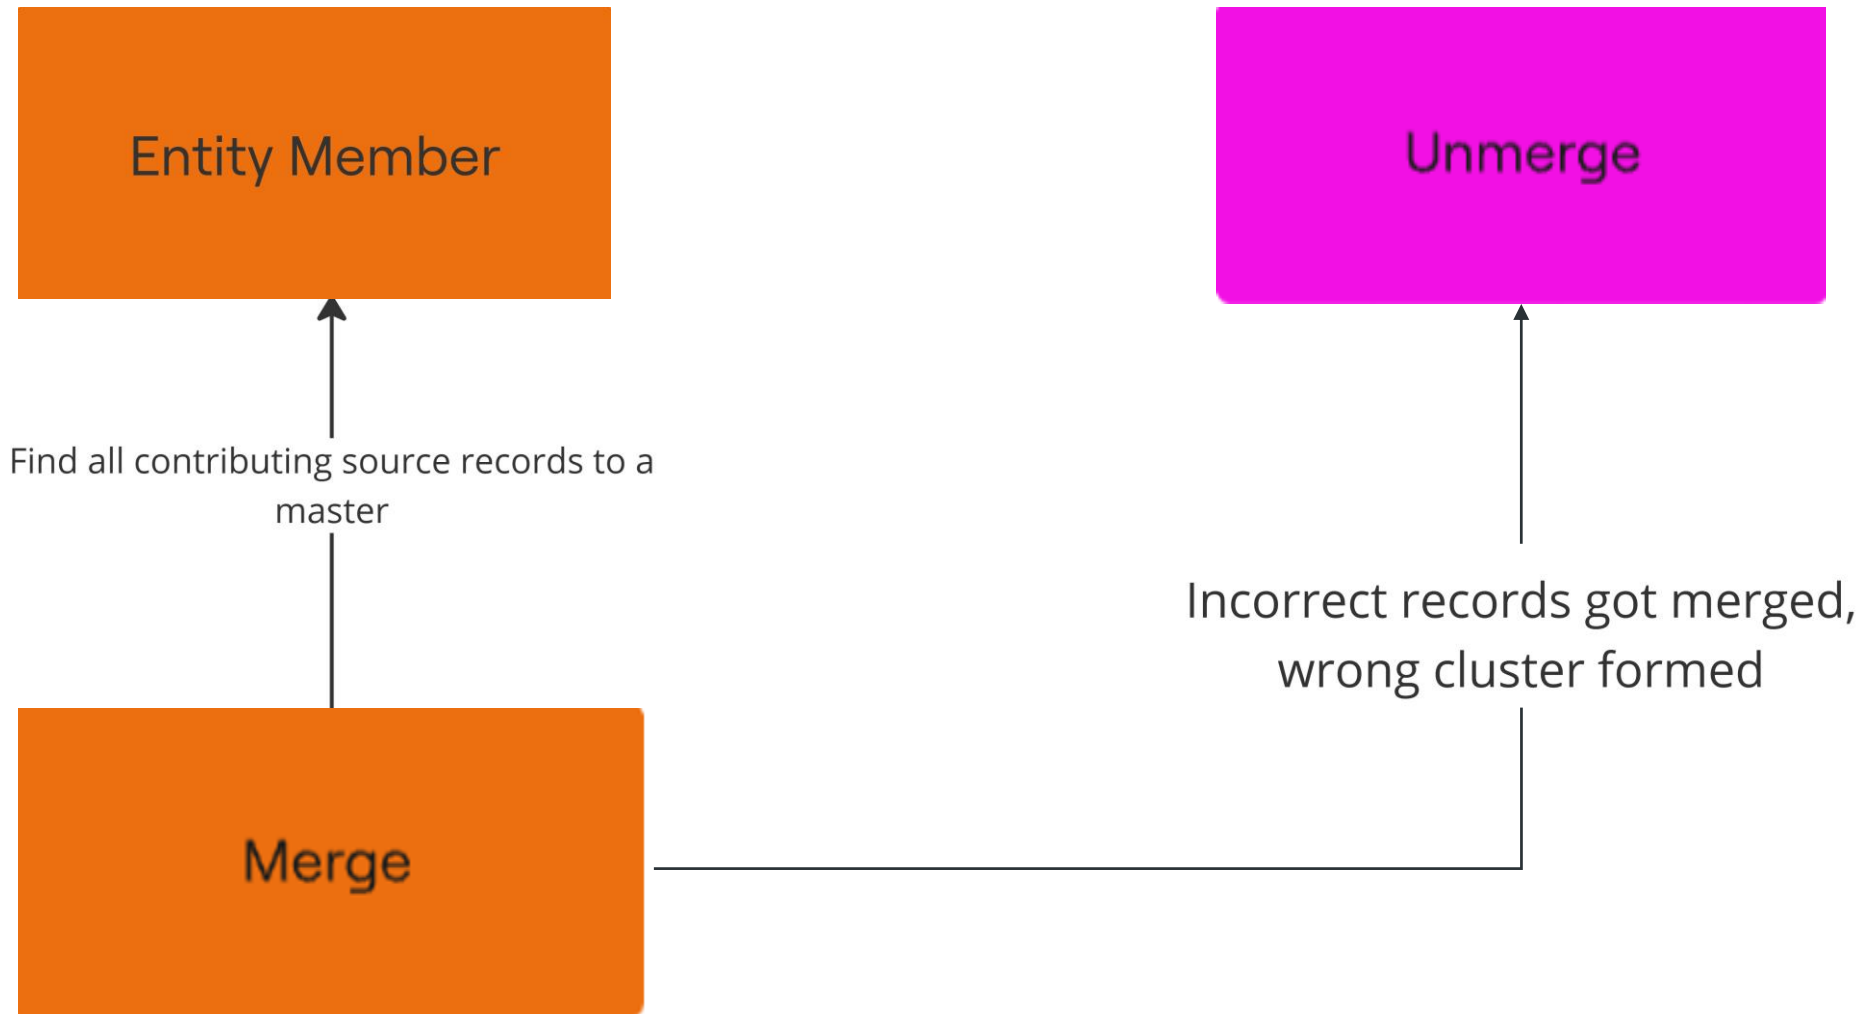 Entity Member
Unmerge
Find all contributing source records to a
master
Incorrect records got merged,
wrong cluster formed
Merge